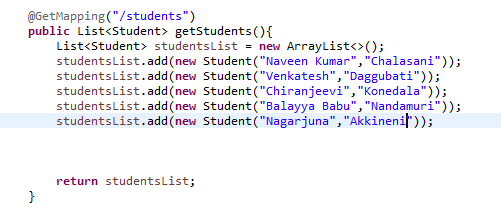 @GetMapping("/students")
public List<Student> getStudents(){
List<Student> studentsList = new ArrayList<>();
studentsList.add(new Student("Naveen Kumar","Chalasani"));
studentsList.add(new Student("Venkatesh","Daggubati"));
studentsList.add(new Student("Chiranjeevi","Konedala"));
studentsList.add(new Student("Balayya Babu","Nandamuri"));
studentsList.add(new Student("Nagarjuna","Akkineni"));
return studentsList;
}